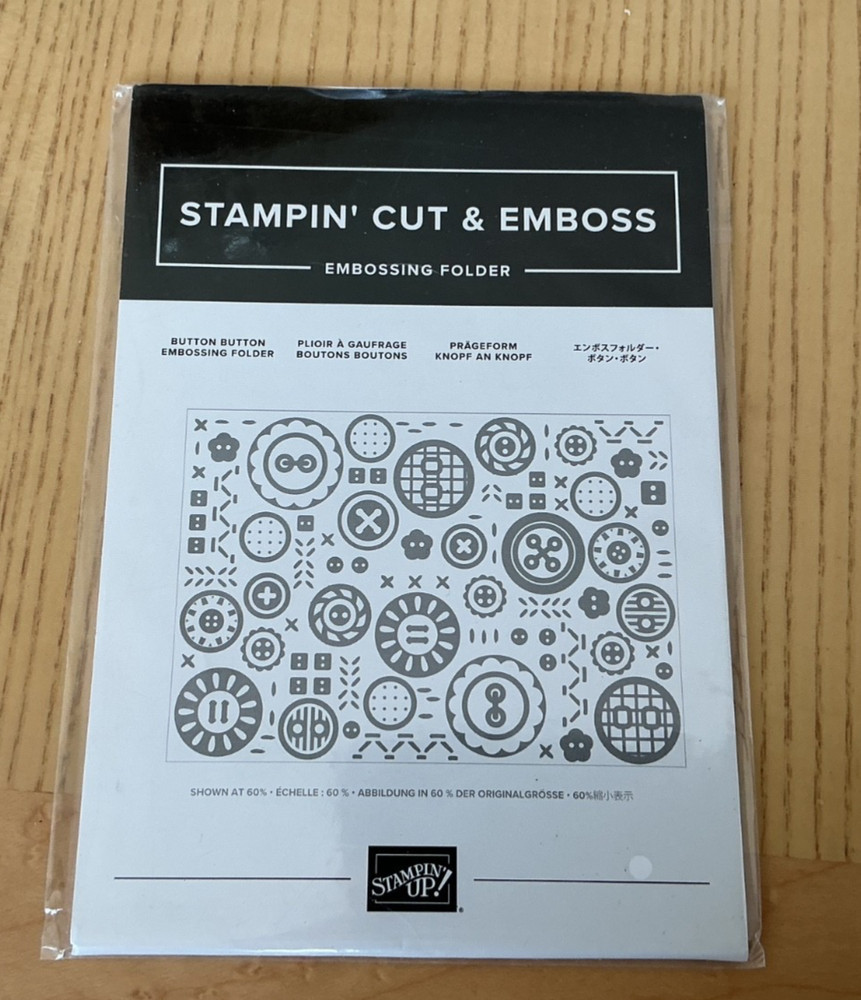 STAMPIN' CUT & EMBOSS
EMBOSSING FOLDER
BUTTON BUTTON
EMBOSSING FOLDER
PLIOIR À GAUFRAGE
BOUTONS BOUTONS
PRÄGEFORM
KNOPF AN KNOPF
エンボスフォルダー・
ボタン・ボタン
SHOWN AT 60% • ÉCHELLE : 60 % • ABBILDUNG IN 60 % DER ORIGINALGRÖSSE • 60%縮小表示
STAMPIN'
UP!®